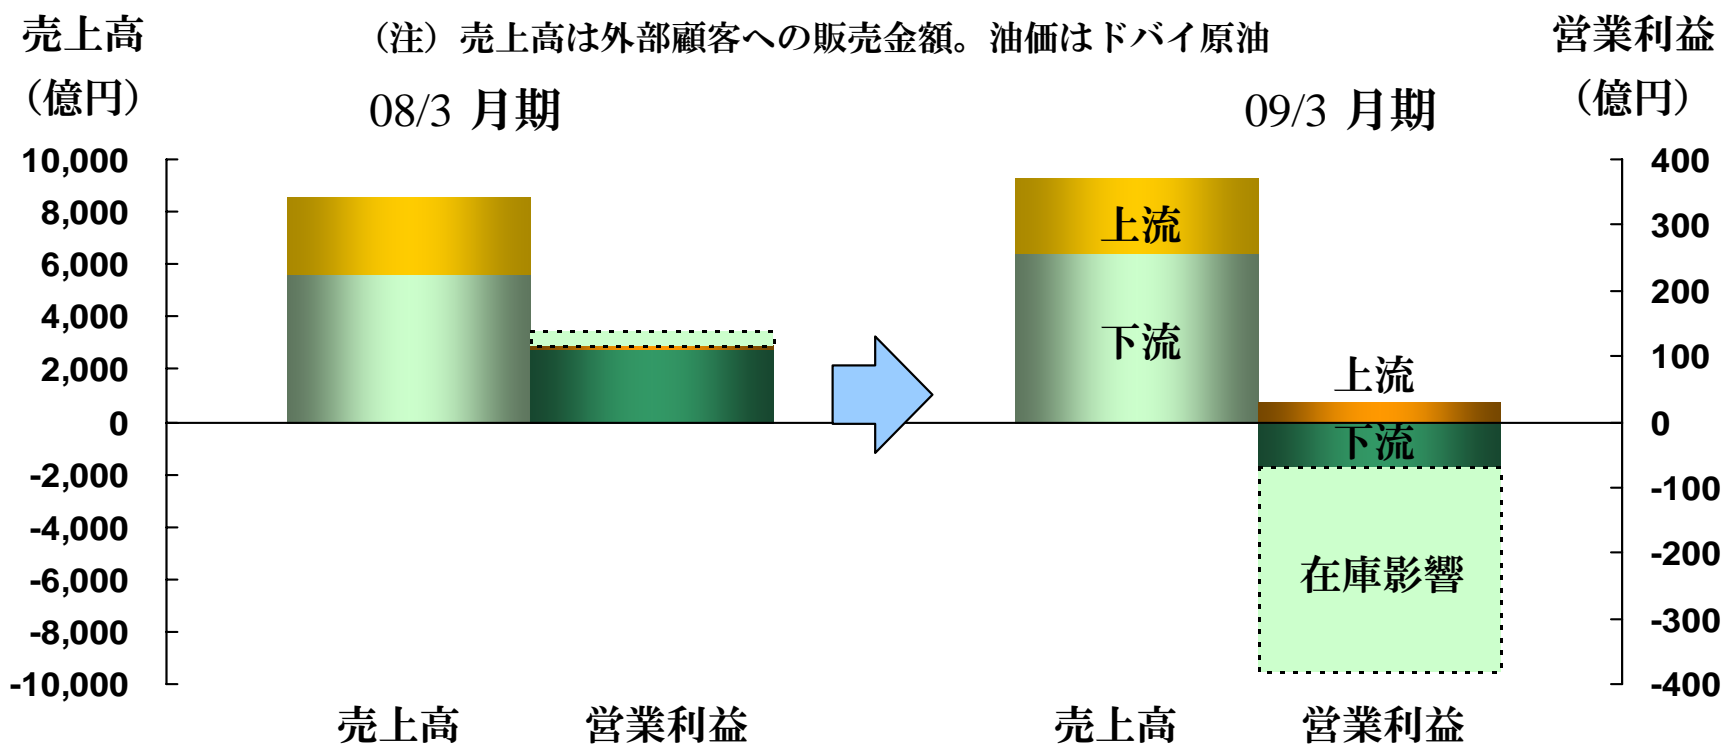 売上高
(億円)
(注) 売上高は外部顧客への販売金額。油価はドバイ原油
営業利益
(億円)
08/3 月期
09/3 月期
10,000
8,000
6,000
4,000
2,000
0
-2,000
-4,000
-6,000
-8,000
-10,000
上流
下流
上流
下流
在庫影響
400
300
200
100
0
-100
-200
-300
-400
売上高
営業利益
売上高
営業利益